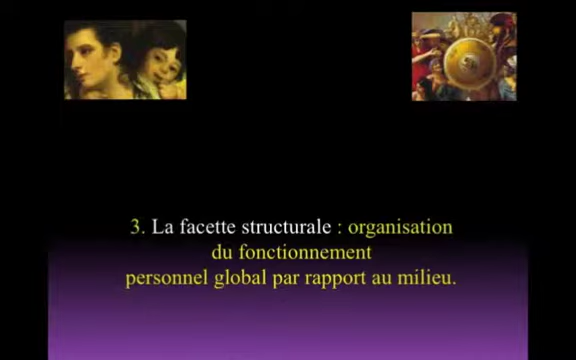 3. La facette structurale : organisation
du fonctionnement
personnel global par rapport au milieu.